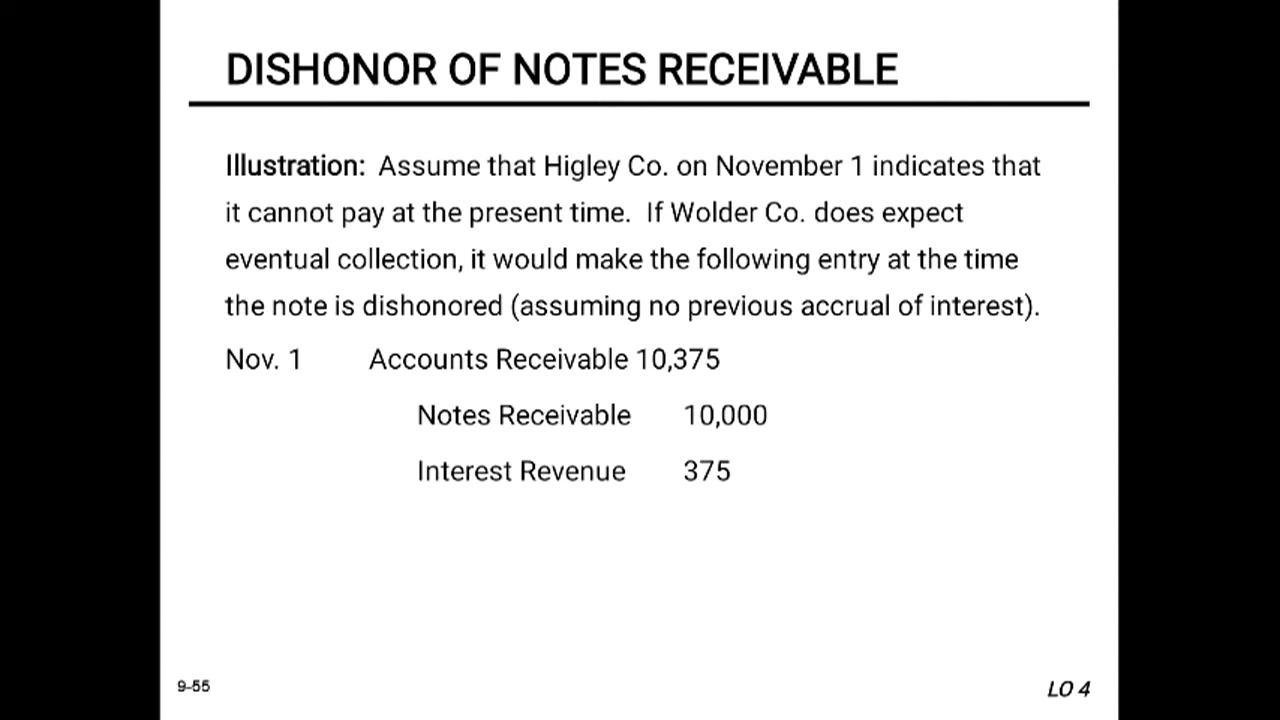 DISHONOR OF NOTES RECEIVABLE
Illustration: Assume that Higley Co. on November 1 indicates that
it cannot pay at the present time. If Wolder Co. does expect
eventual collection, it would make the following entry at the time
the note is dishonored (assuming no previous accrual of interest).
Nov. 1 Accounts Receivable 10,375
Notes Receivable 10,000
Interest Revenue 375
9-55
LO 4